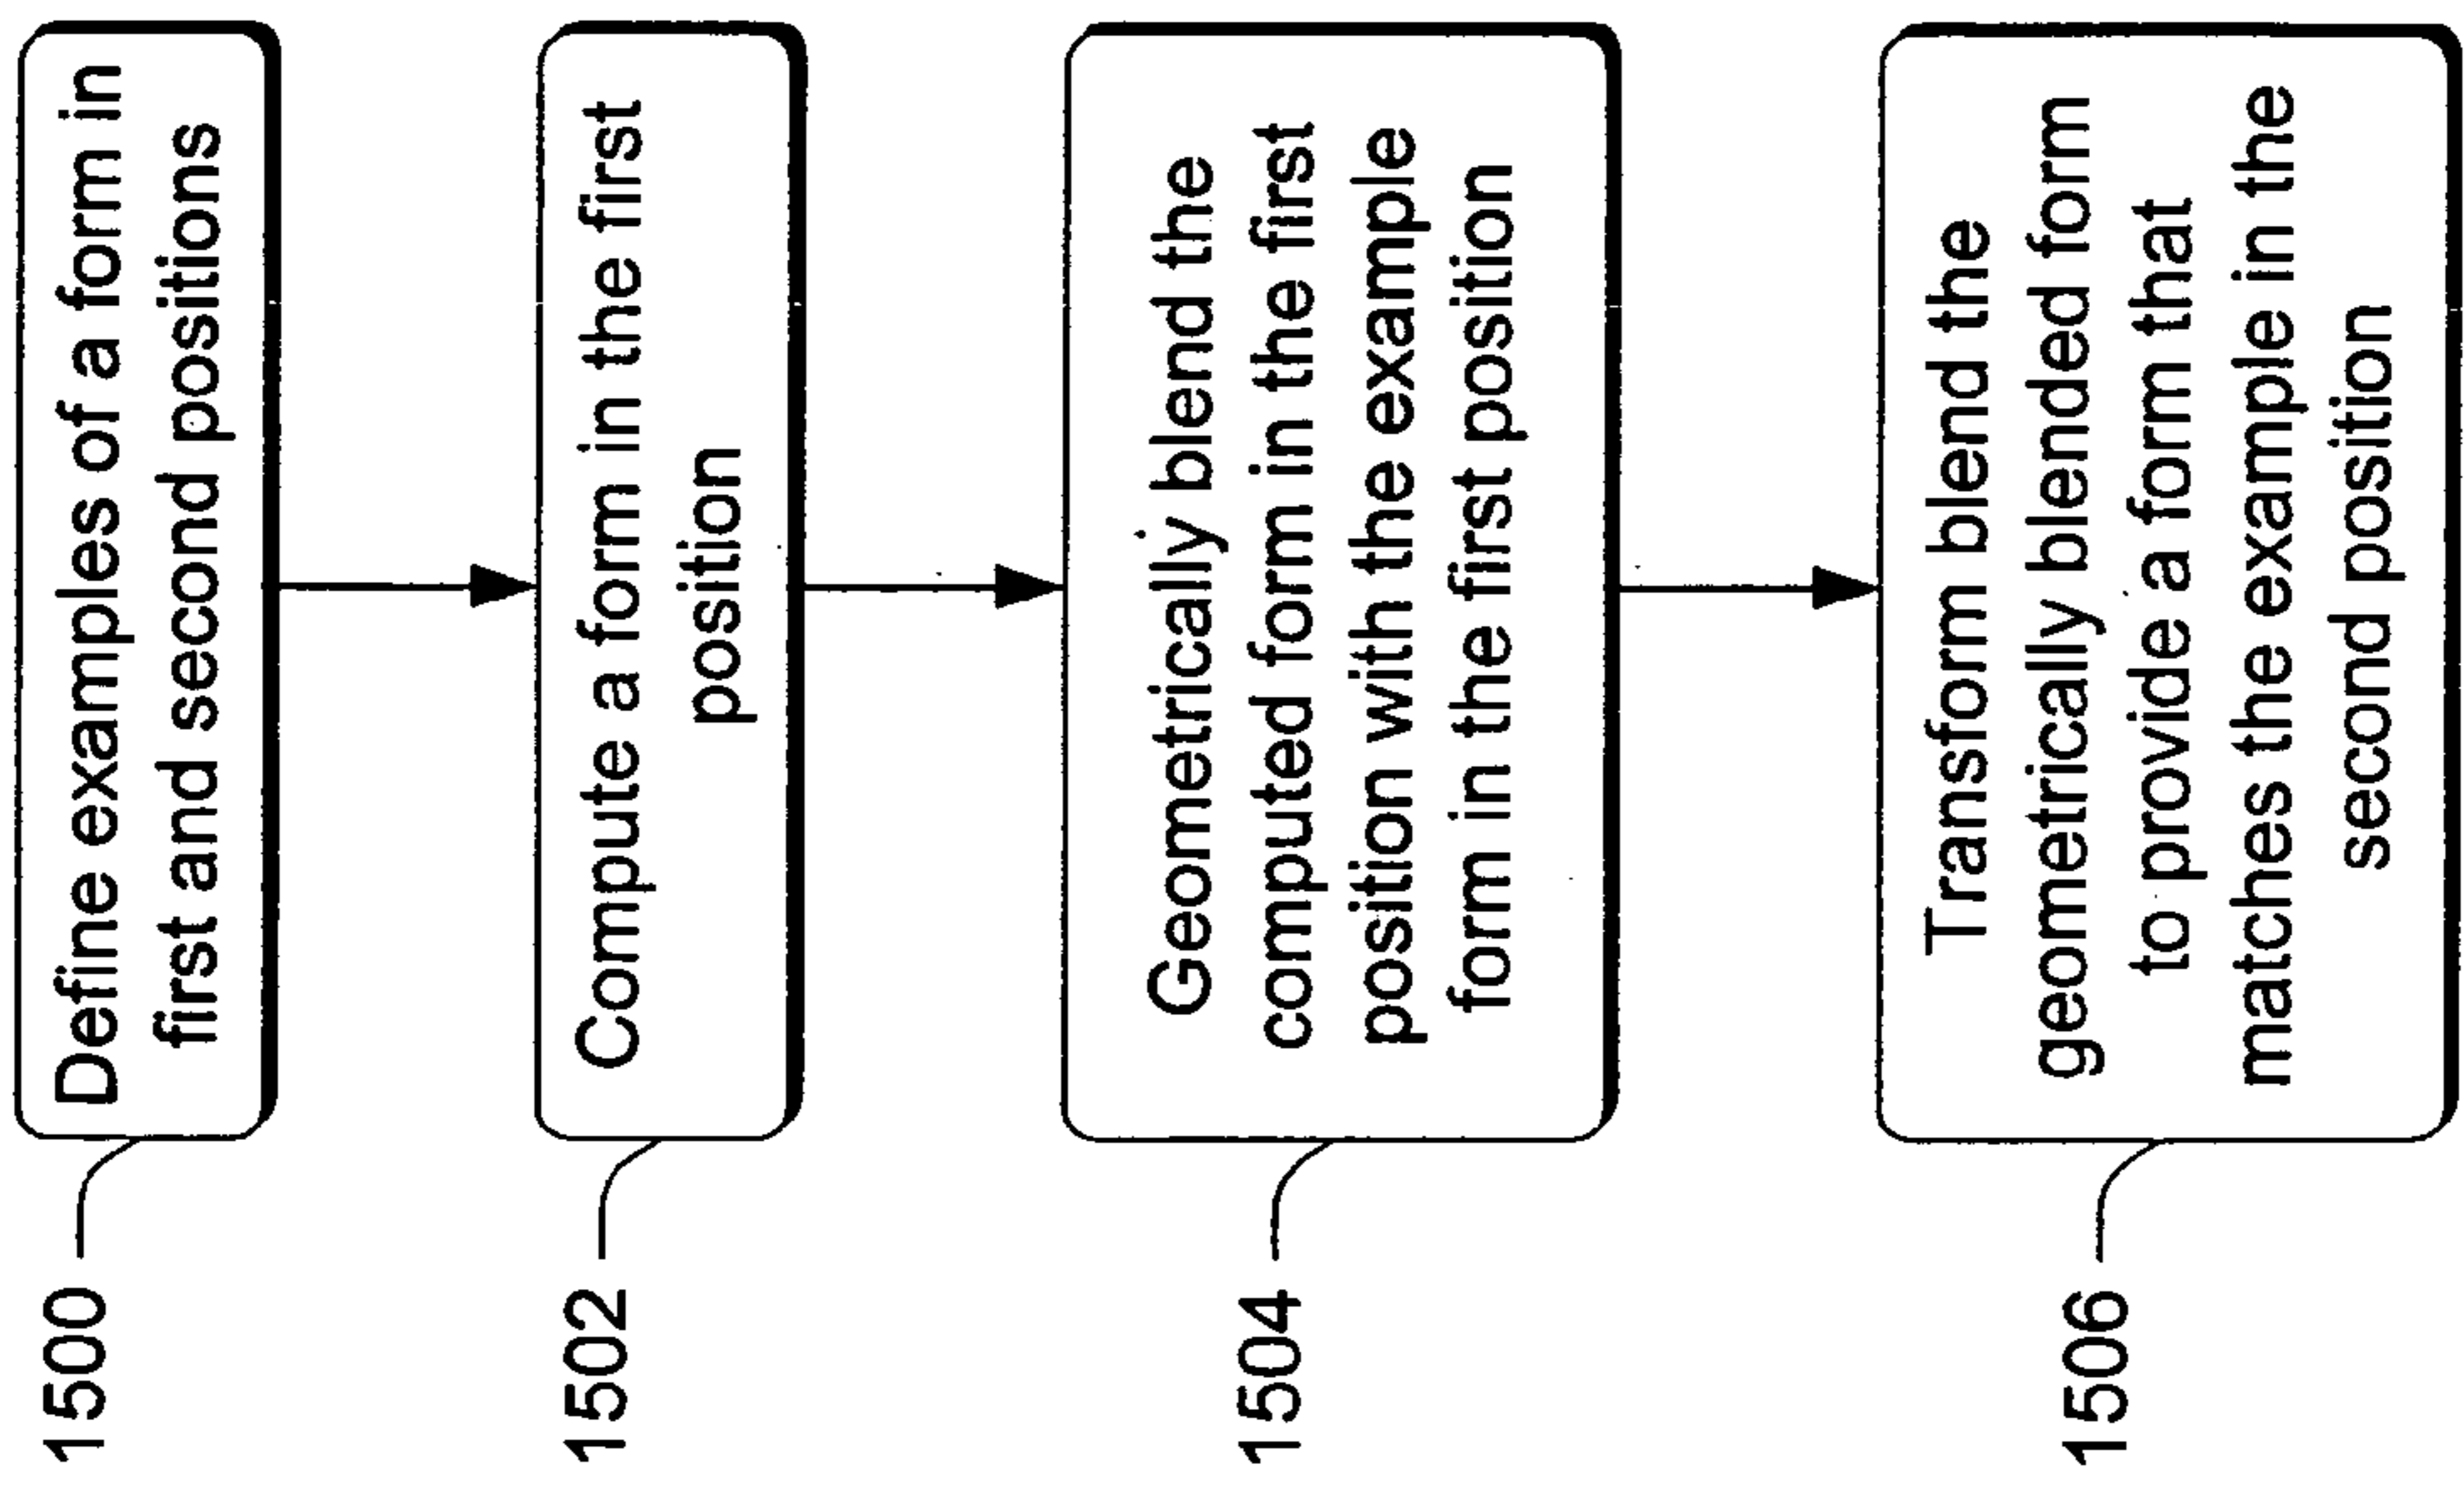 1500
Define examples of a form in
first and second positions
1502
Compute a form in the first
position
1504
Geometrically blend the
computed form in the first
position with the example
form in the first position
1506
Transform blend the
geometrically blended form
to provide a form that
matches the example in the
second position